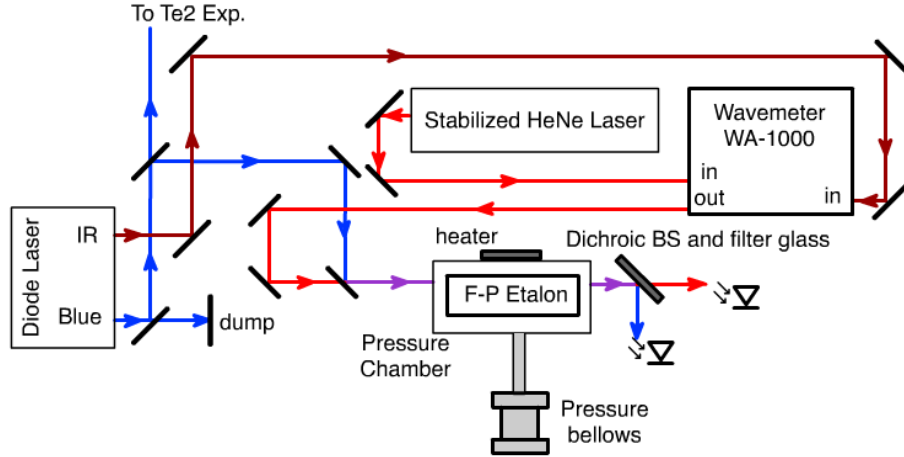 To Te2 Exp.
Stabilized HeNe Laser
Wavemeter
WA-1000
in
out
in
Diode Laser
IR
Blue
dump
heater
Dichroic BS and filter glass
F-P Etalon
Pressure
Chamber
Pressure
bellows